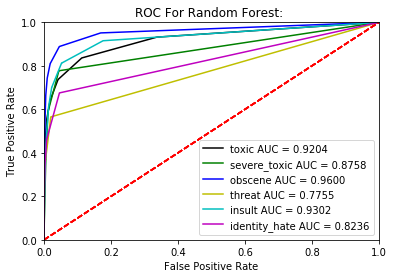 ROC For Random Forest:
True Positive Rate
1.0
0.8
0.6
0.4
0.2
0.0
toxic AUC = 0.9204
severe_toxic AUC = 0.8758
obscene AUC = 0.9600
threat AUC = 0.7755
insult AUC = 0.9302
identity_hate AUC = 0.8236
0.0 0.2 0.4 0.6 0.8 1.0
False Positive Rate